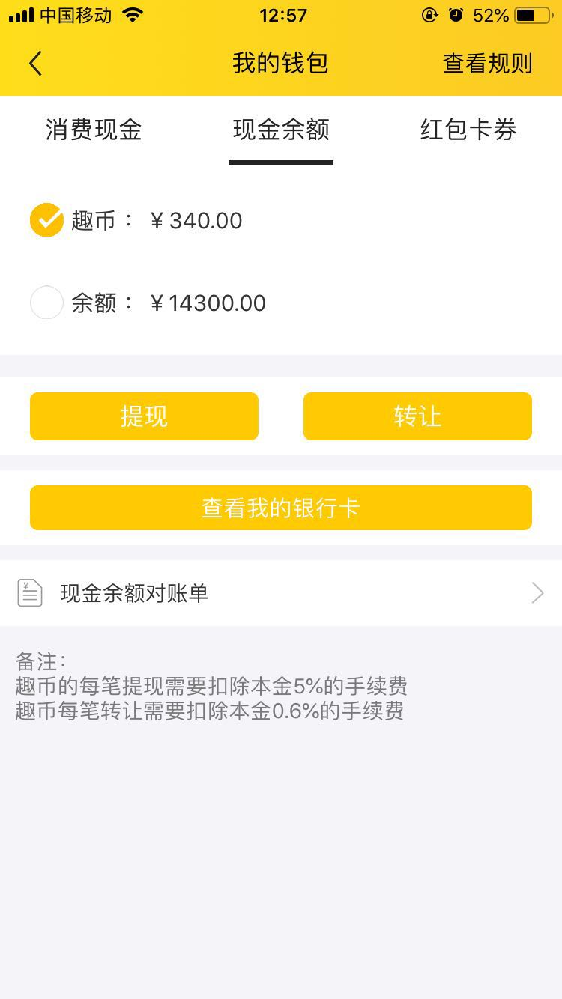 中国移动 12:57 52%
我的钱包 查看规则
消费现金 现金余额 红包卡券
趣币： ¥ 340.00
余额： ¥ 14300.00
提现 转让
查看我的银行卡
¥ 现金余额对账单
备注：
趣币的每笔提现需要扣除本金5%的手续费
趣币每笔转让需要扣除本金0.6%的手续费